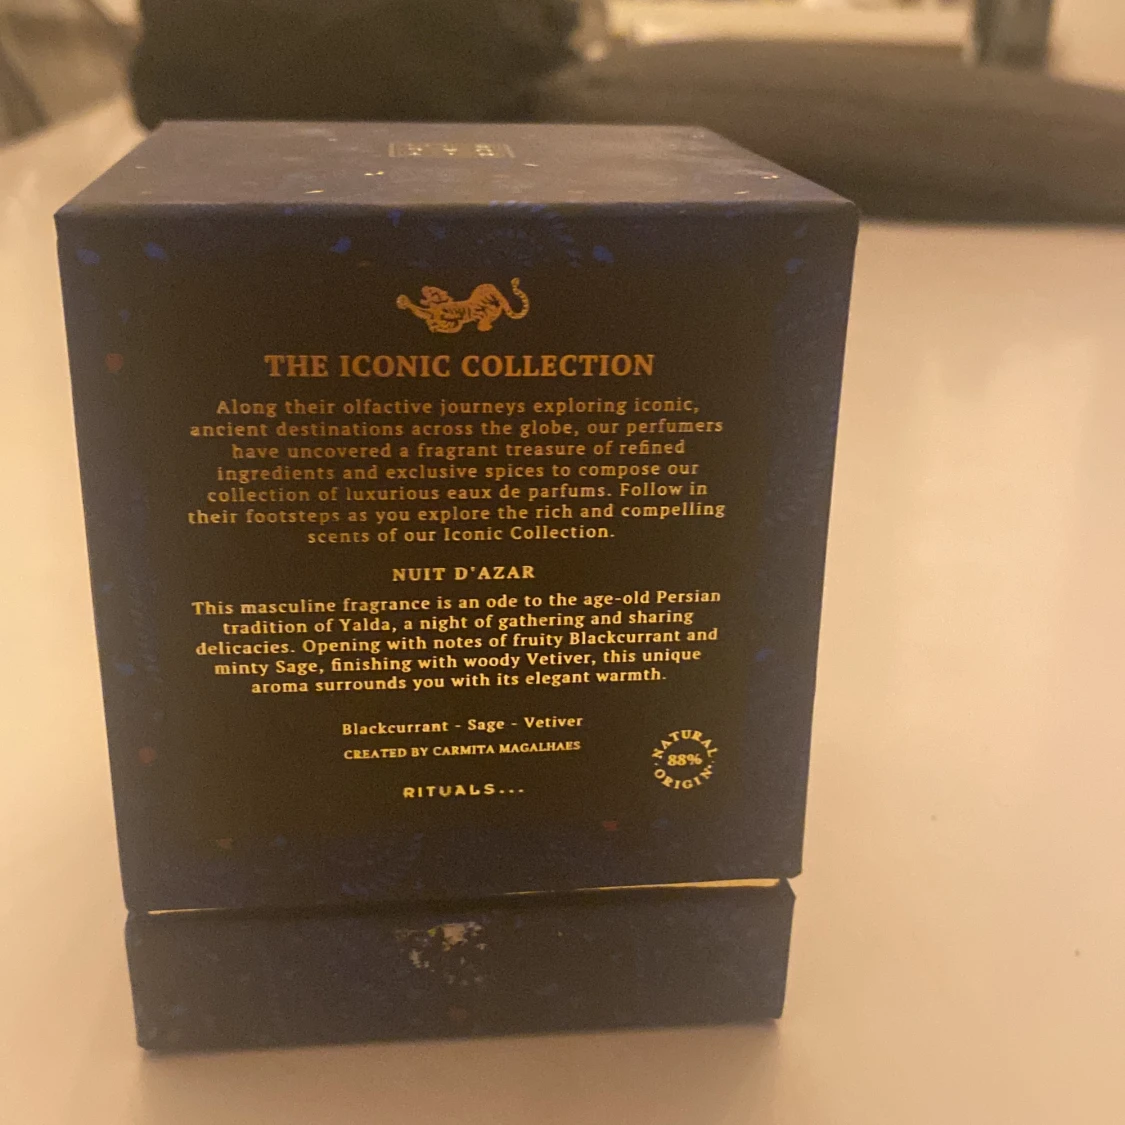 THE ICONIC COLLECTION
Along their olfactive journeys exploring iconic,
ancient destinations across the globe, our perfumers
have uncovered a fragrant treasure of refined
ingredients and exclusive spices to compose our
collection of luxurious eaux de parfums. Follow in
their footsteps as you explore the rich and compelling
scents of our Iconic Collection.
NUIT D'AZAR
This masculine fragrance is an ode to the age-old Persian
tradition of Yalda, a night of gathering and sharing
delicacies. Opening with notes of fruity Blackcurrant and
minty Sage, finishing with woody Vetiver, this unique
aroma surrounds you with its elegant warmth.
Blackcurrant - Sage - Vetiver
CREATED BY CARMITA MAGALHAES
NATURAL
88%
ORIGIN
RITUALS...